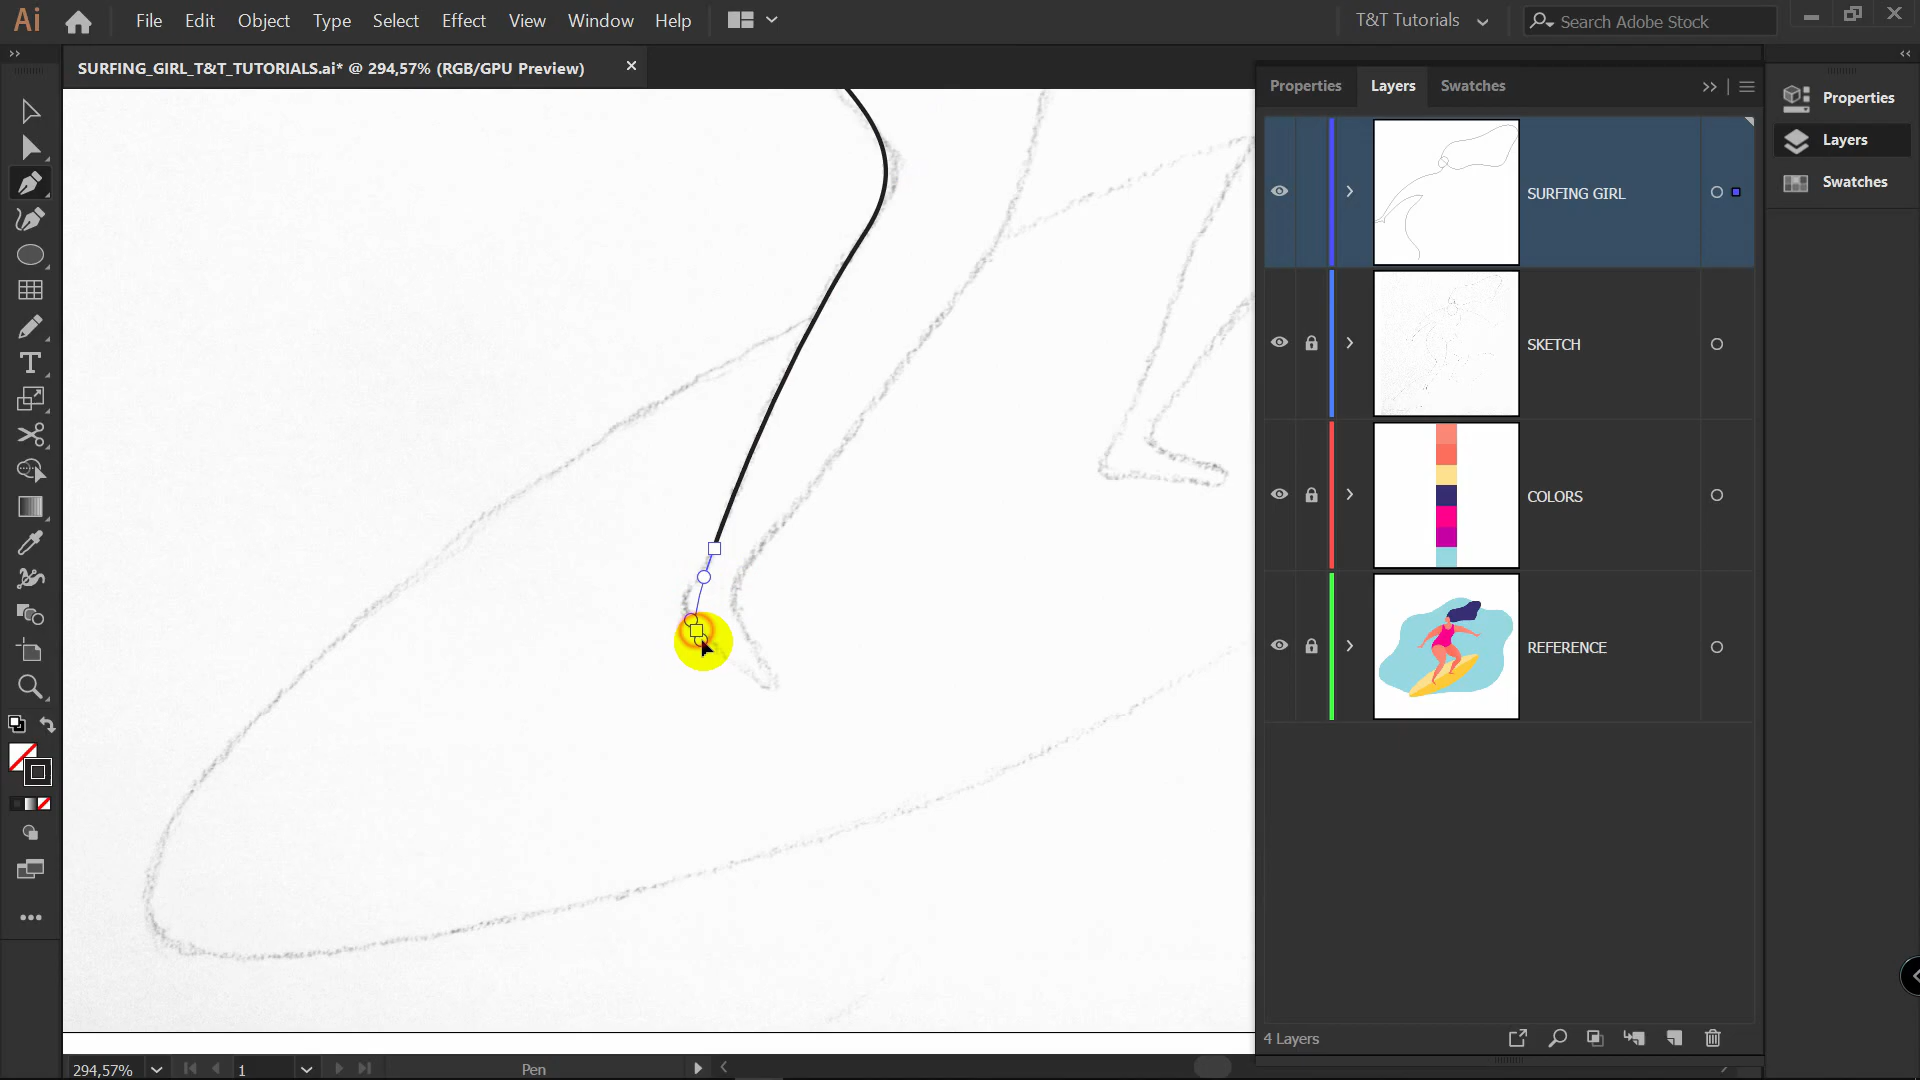 Ai File Edit Object Type Select Effect View Window Help T&T Tutorials Search Adobe Stock
SURFING_GIRL_T&T_TUTORIALS.ai* @ 294,57% (RGB/GPU Preview)
Properties Layers Swatches
Properties
Layers
Swatches
SURFING GIRL
SKETCH
COLORS
REFERENCE
4 Layers
294,57% 1 Pen